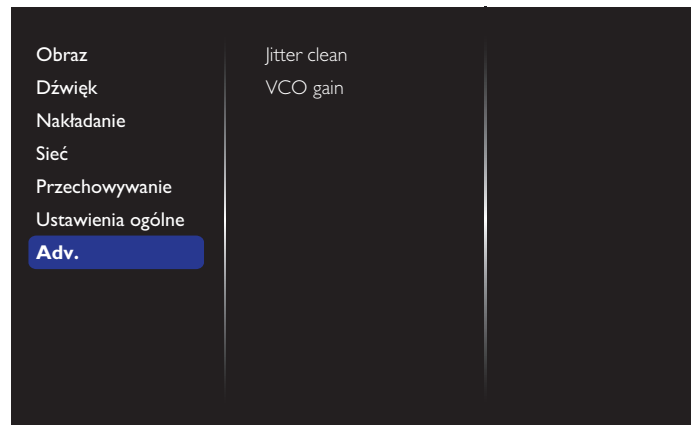 Obraz
Dźwięk
Nakładanie
Sieć
Przechowywanie
Ustawienia ogólne
Adv.
Jitter clean
VCO gain